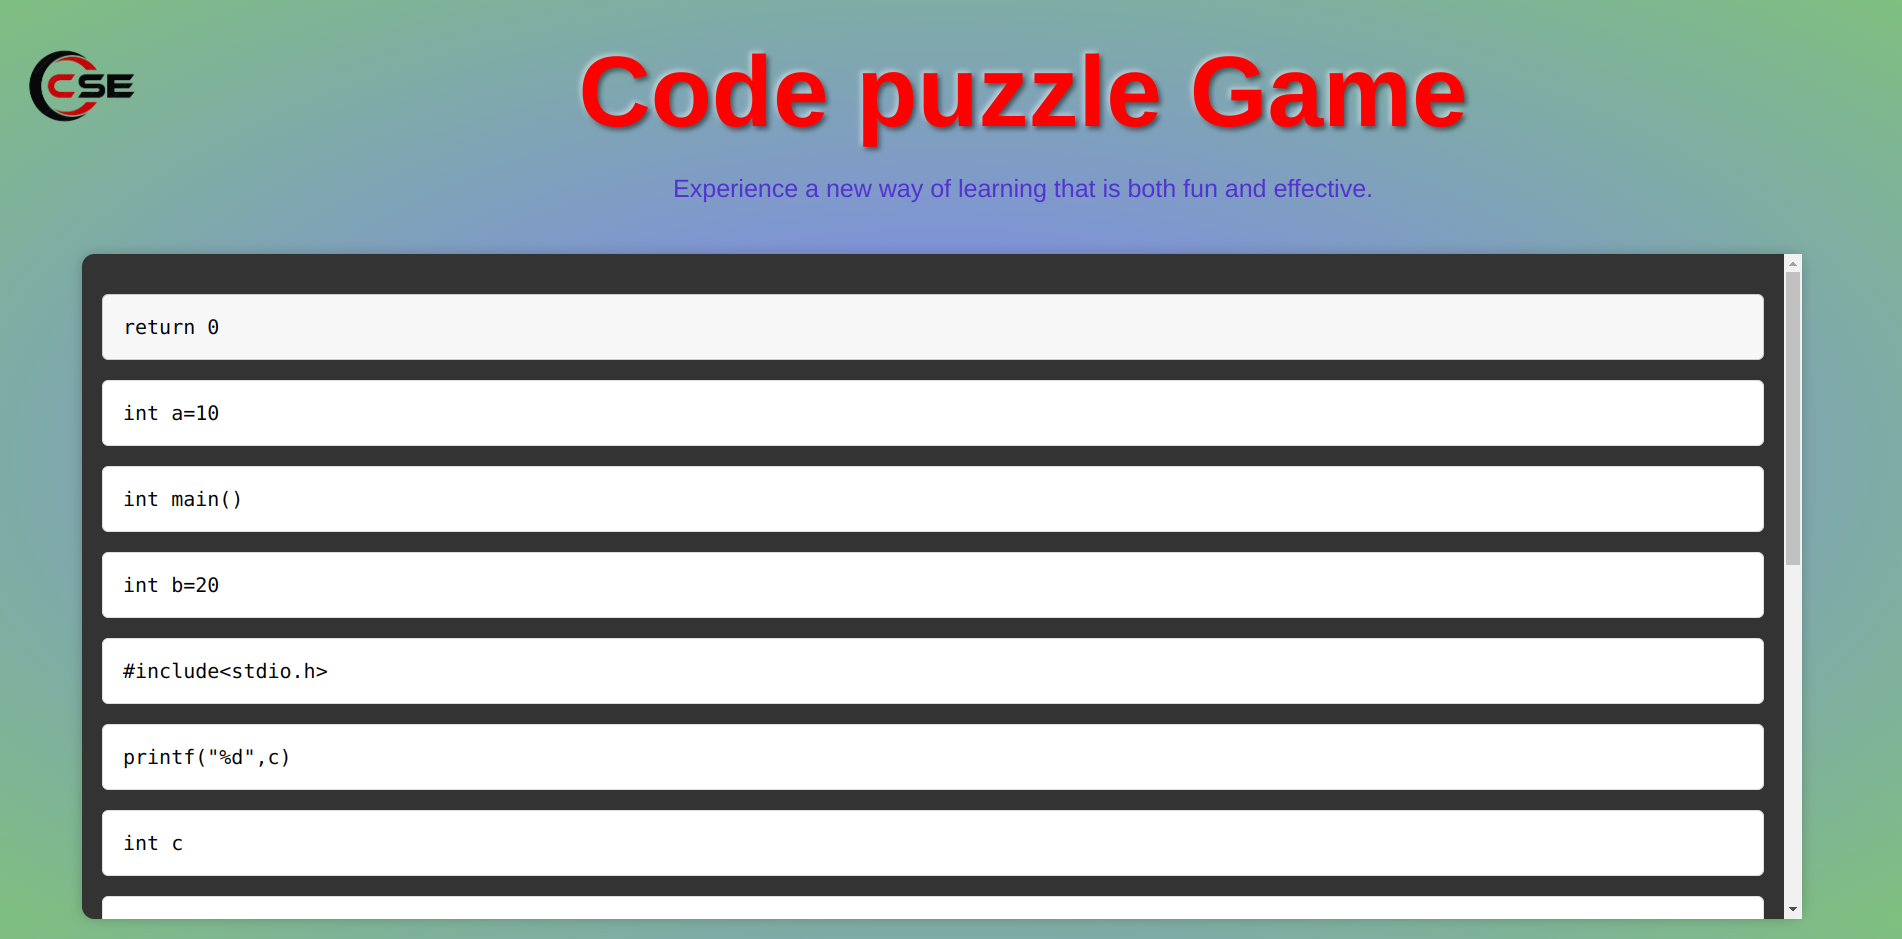 CSE
Code puzzle Game
Experience a new way of learning that is both fun and effective.
return 0
int a=10
int main()
int b=20
#include<stdio.h>
printf("%d",c)
int c